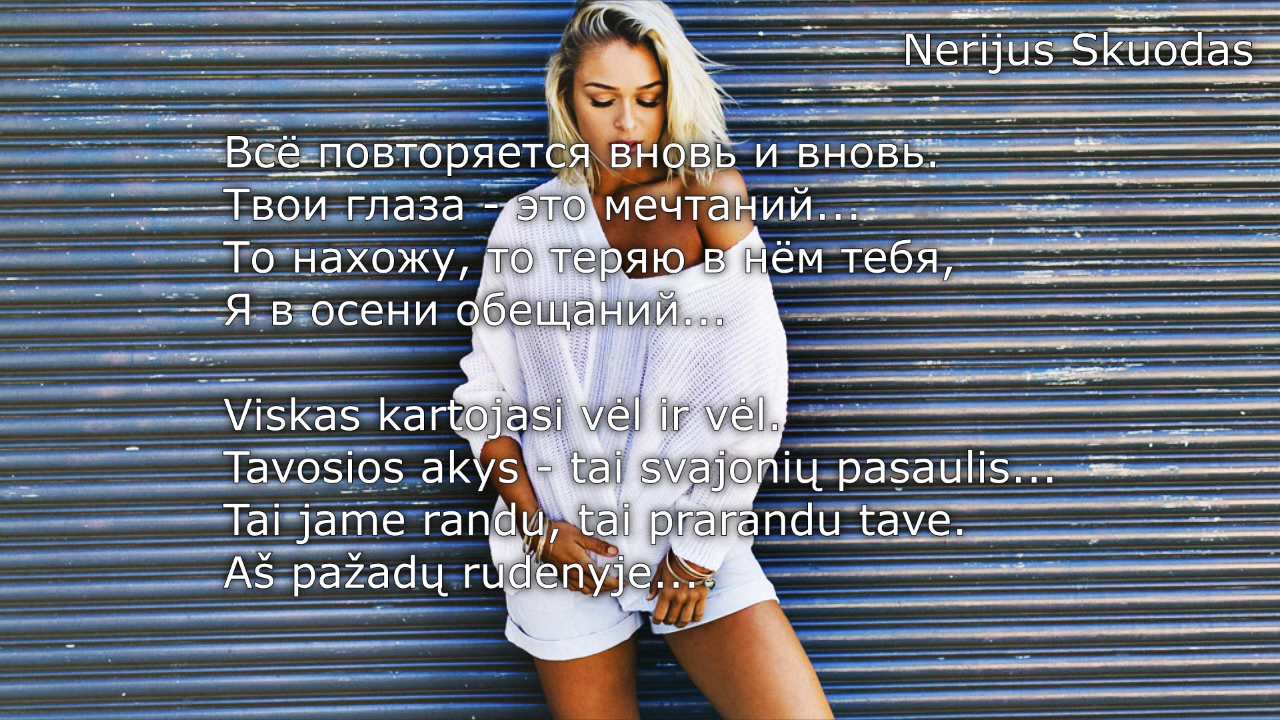 Nerijus Skuodas
Всё повторяется вновь и вновь.
Твои глаза - это мечтаний...
То нахожу, то теряю в нём тебя,
Я в осени обещаний...
Viskas kartojasi vėl ir vėl.
Tavosios akys - tai svajonių pasaulis...
Tai jame randu, tai prarandu tave.
Aš pažadų rudenyje...